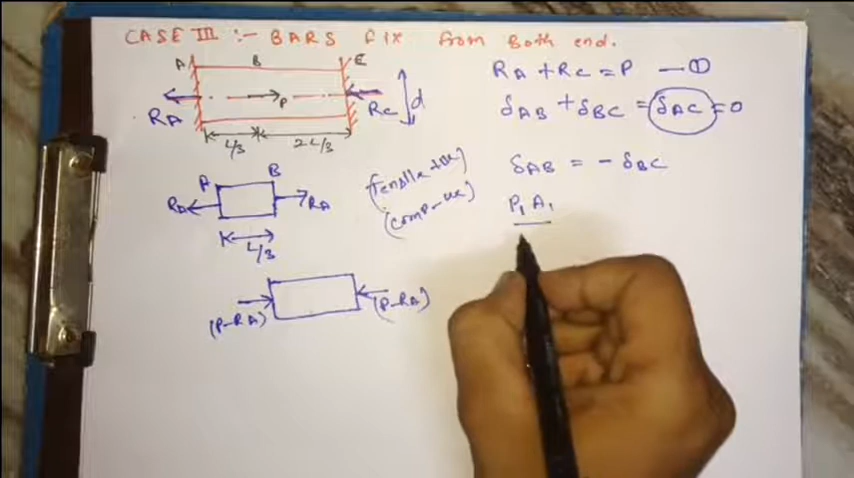 CASE III :- BARS fix from Both end.
A B C
RA P RC d
L/3 2L/3
RA + RC = P — ①
δAB + δBC = δAC = 0
δAB = - δBC
P₁ A₁
A B
RA RA
L/3
(Tensile +ve)
(comp -ve)
(P-RA) (P-RA)